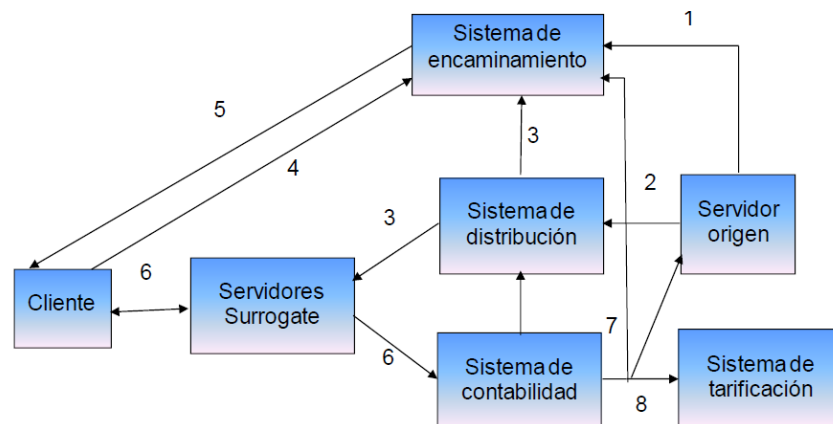 1
Sistema de
encaminamiento
5
4
3
2
Sistema de
distribución
Servidor
origen
3
6
Cliente
Servidores
Surrogate
6
7
Sistema de
contabilidad
8
Sistema de
tarificación